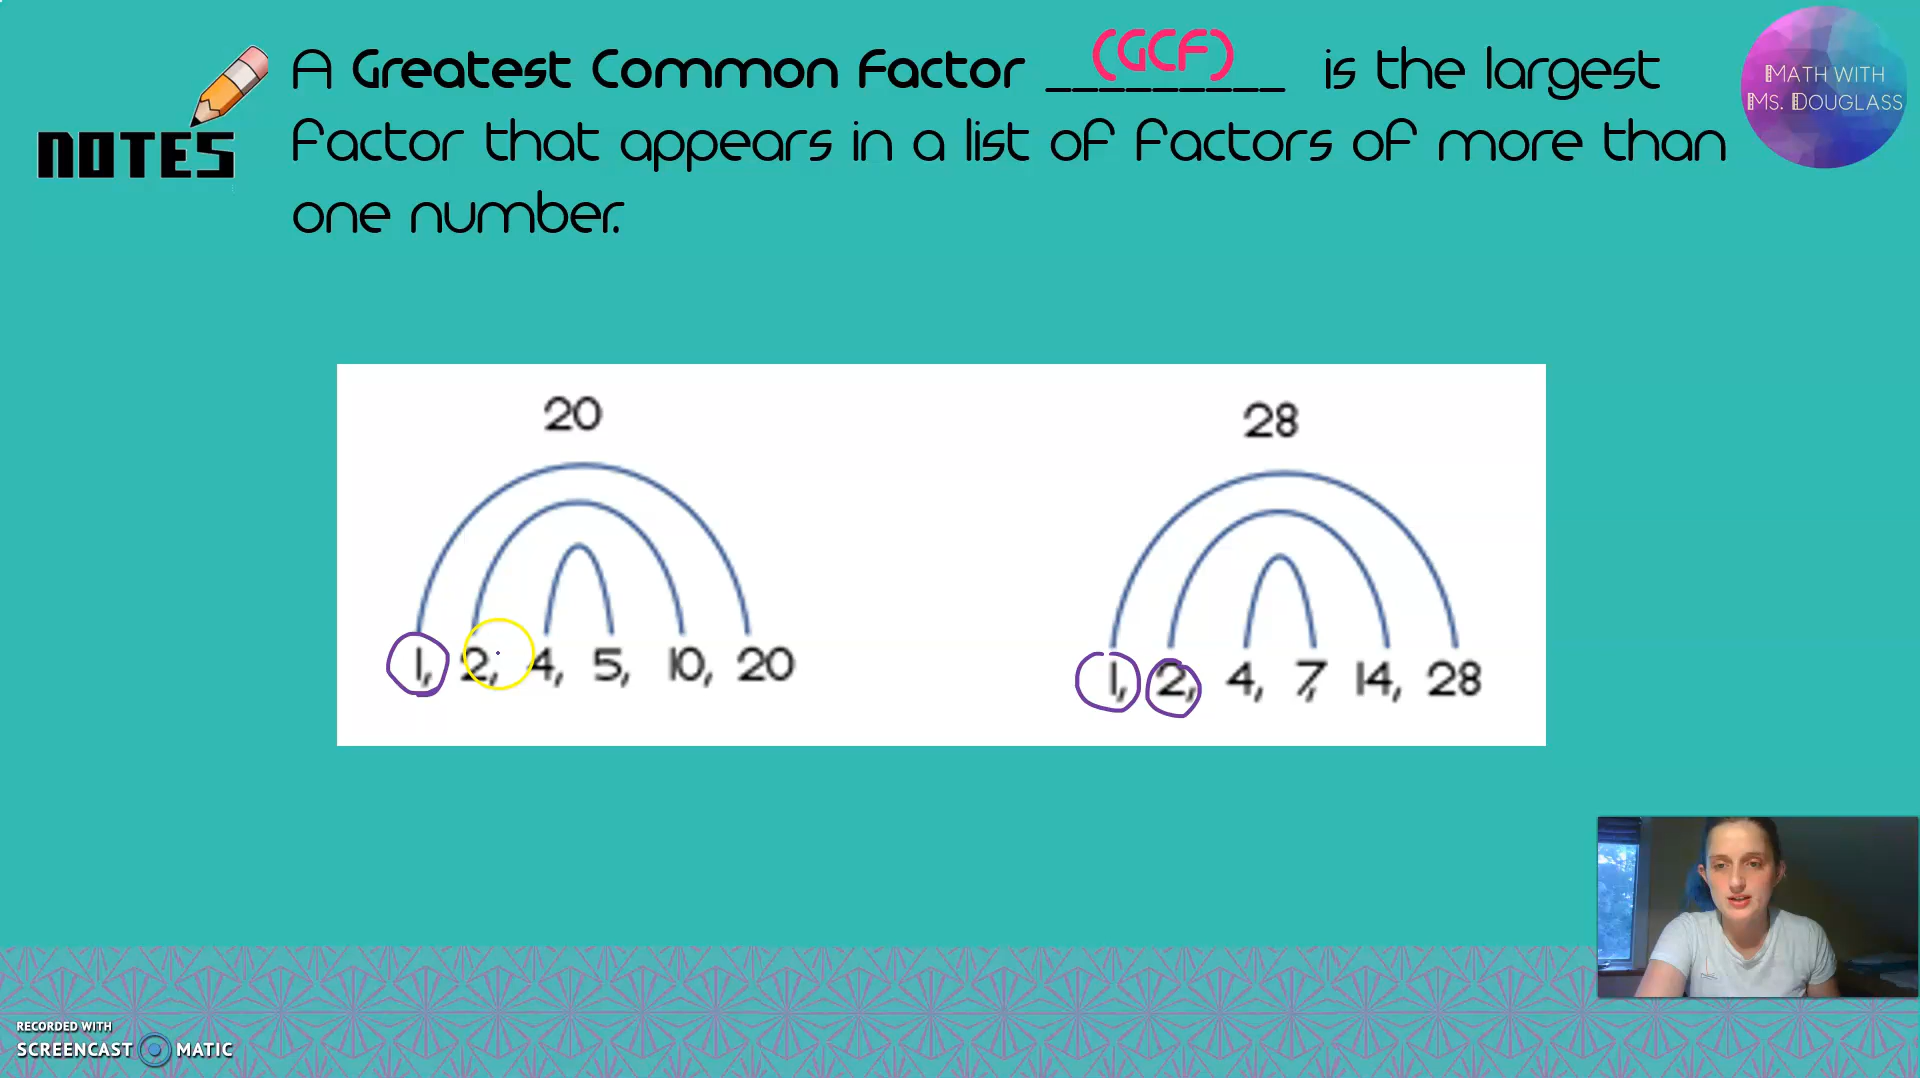 A Greatest Common Factor (GCF) is the largest
factor that appears in a list of factors of more than
one number.
NOTES
MATH WITH
MS. DOUGLASS
20
1, 2, 4, 5, 10, 20
28
1, 2, 4, 7, 14, 28
RECORDED WITH
SCREENCAST MATIC